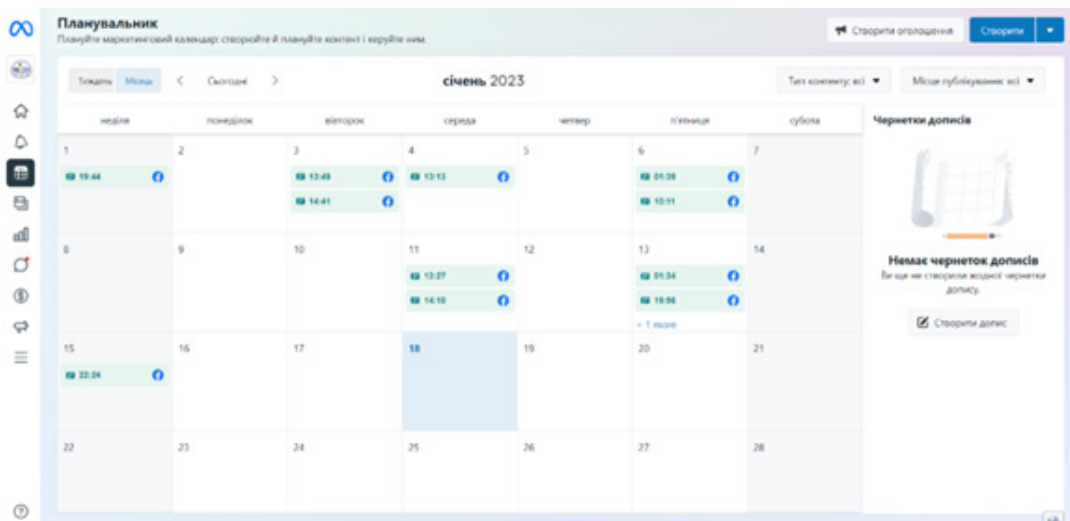 Планувальник
Плануйте маркетинговий календар: створюйте й плануйте контент і керуйте ним.
Створити оголошення
Створити
Тиждень Місяць
Сьогодні
січень 2023
Тип контенту: всі
Місце публікування: всі
неділя понеділок вівторок середа четвер п'ятниця субота
Чернетки дописів
1 2 3 4 5 6 7
19:44 13:49 13:13 01:39
14:41
8 9 10 11 12 13 14
13:27 01:34
14:10
+ 1 more
Немає чернеток дописів
Ви ще не створили жодної чернетки
допису.
Створити допис
15 16 17 18 19 20 21
22:24
22 23 24 25 26 27 28